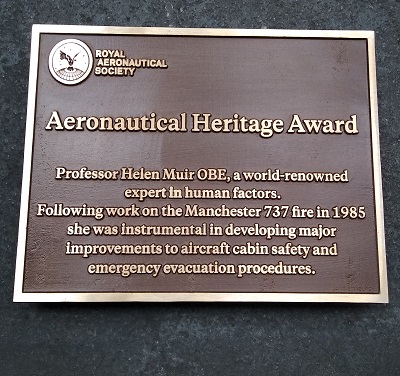 ROYAL
AERONAUTICAL
SOCIETY
Aeronautical Heritage Award
Professor Helen Muir OBE, a world-renowned
expert in human factors.
Following work on the Manchester 737 fire in 1985
she was instrumental in developing major
improvements to aircraft cabin safety and
emergency evacuation procedures.